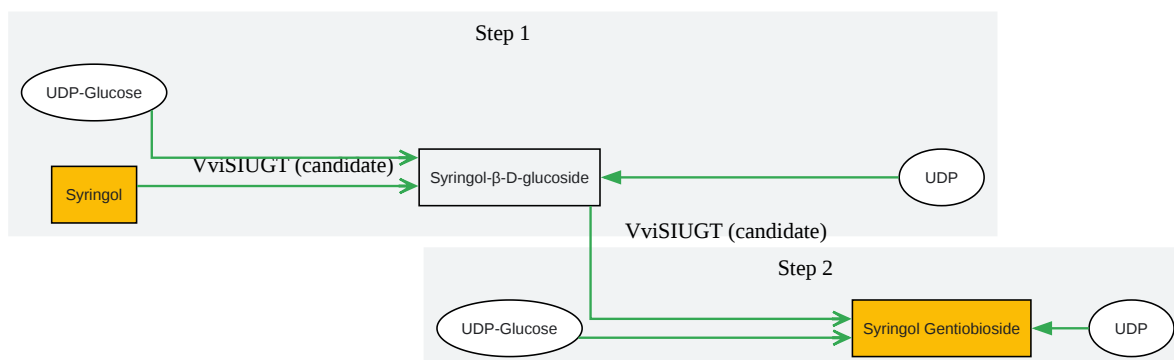 Step 1
UDP-Glucose
VviSIUGT (candidate)
Syringol
Syringol-β-D-glucoside
UDP
VviSIUGT (candidate)
Step 2
UDP-Glucose
Syringol Gentiobioside
UDP